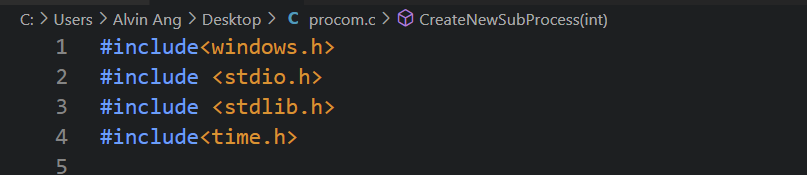 C: > Users > Alvin Ang > Desktop > C procom.c > CreateNewSubProcess(int)
1 #include<windows.h>
2 #include <stdio.h>
3 #include <stdlib.h>
4 #include<time.h>
5